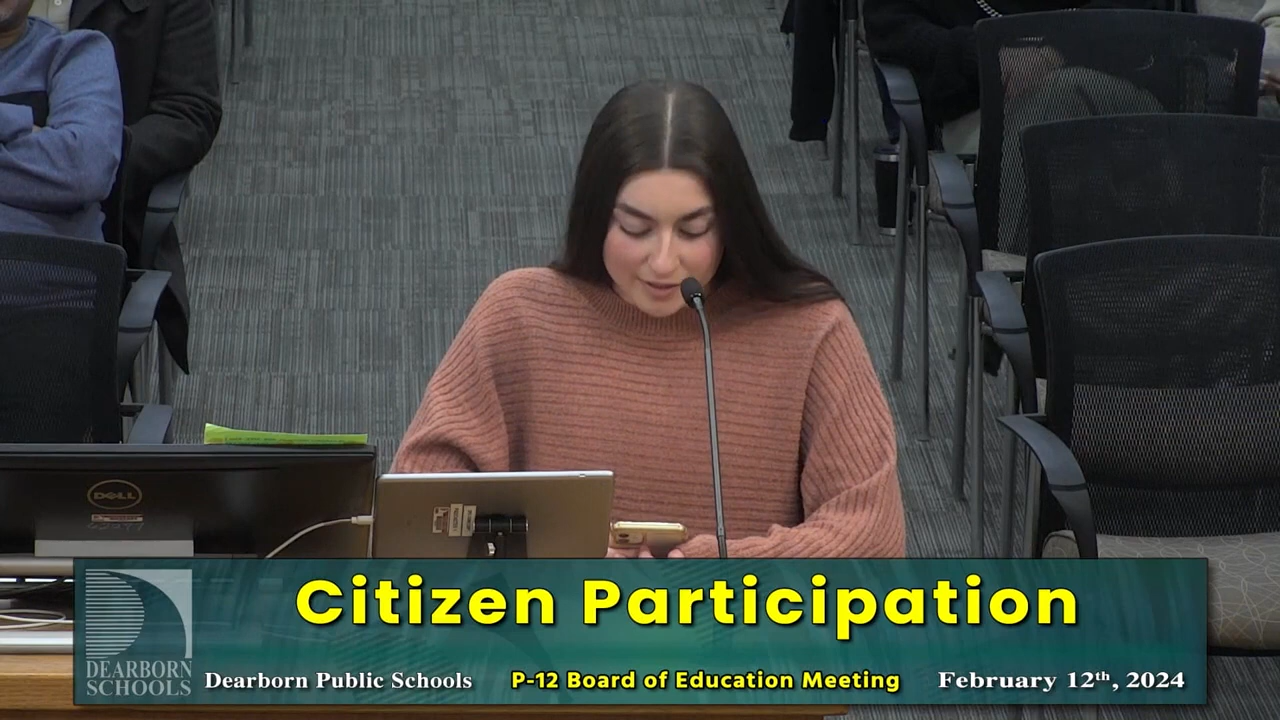 DELL
Citizen Participation
DEARBORN
SCHOOLS
Dearborn Public Schools
P-12 Board of Education Meeting
February 12th, 2024